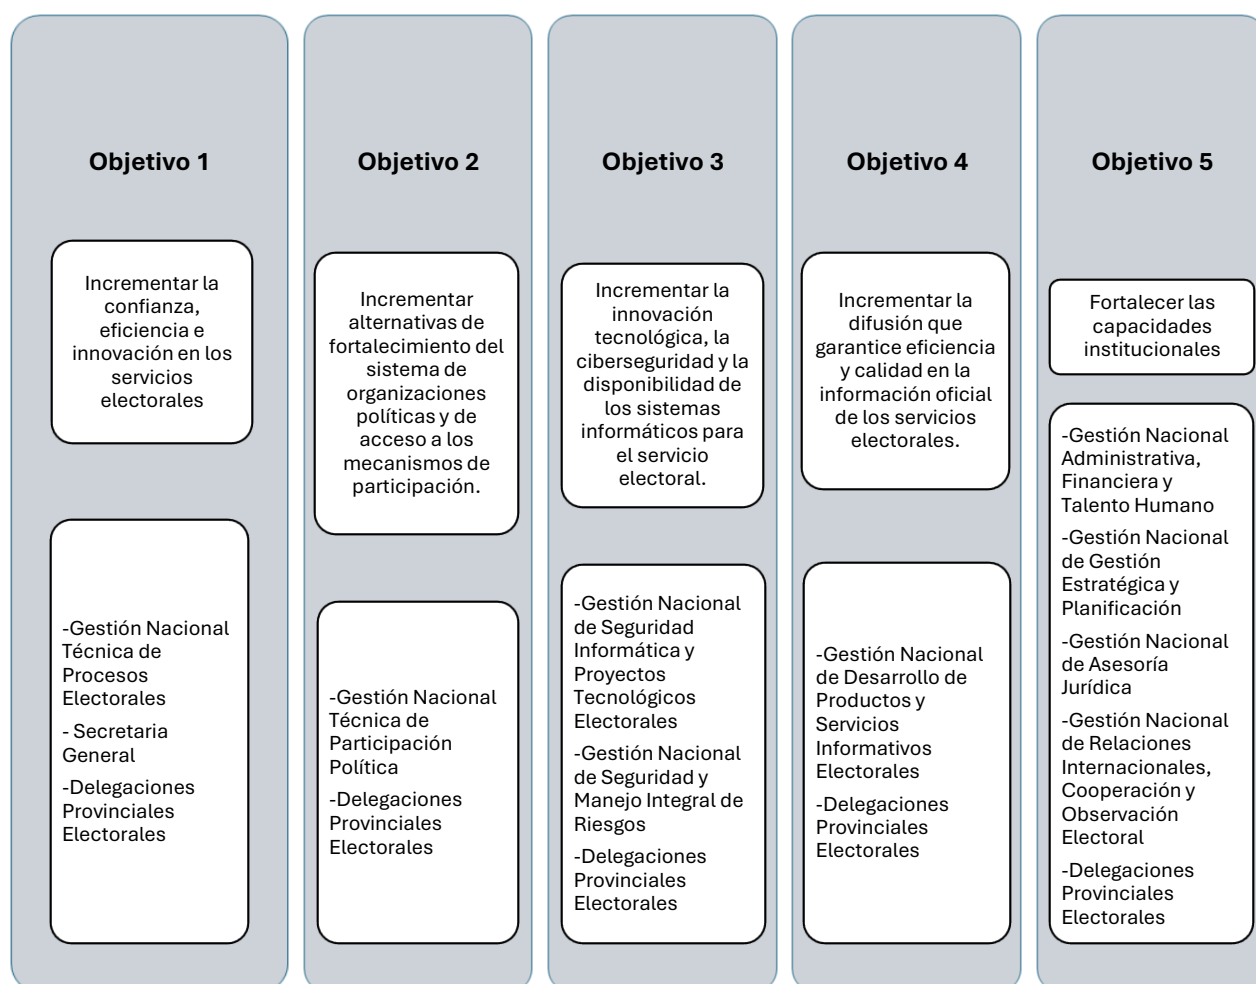 Objetivo 1
Incrementar la
confianza,
eficiencia e
innovación en los
servicios
electorales
-Gestión Nacional
Técnica de
Procesos
Electorales
- Secretaria
General
-Delegaciones
Provinciales
Electorales
Objetivo 2
Incrementar
alternativas de
fortalecimiento del
sistema de
organizaciones
políticas y de
acceso a los
mecanismos de
participación.
-Gestión Nacional
Técnica de
Participación
Política
-Delegaciones
Provinciales
Electorales
Objetivo 3
Incrementar la
innovación
tecnológica, la
ciberseguridad y la
disponibilidad de
los sistemas
informáticos para
el servicio
electoral.
-Gestión Nacional
de Seguridad
Informática y
Proyectos
Tecnológicos
Electorales
-Gestión Nacional
de Seguridad y
Manejo Integral de
Riesgos
-Delegaciones
Provinciales
Electorales
Objetivo 4
Incrementar la
difusión que
garantice eficiencia
y calidad en la
información oficial
de los servicios
electorales.
-Gestión Nacional
de Desarrollo de
Productos y
Servicios
Informativos
Electorales
-Delegaciones
Provinciales
Electorales
Objetivo 5
Fortalecer las
capacidades
institucionales
-Gestión Nacional
Administrativa,
Financiera y
Talento Humano
-Gestión Nacional
de Gestión
Estratégica y
Planificación
-Gestión Nacional
de Asesoría
Jurídica
-Gestión Nacional
de Relaciones
Internacionales,
Cooperación y
Observación
Electoral
-Delegaciones
Provinciales
Electorales